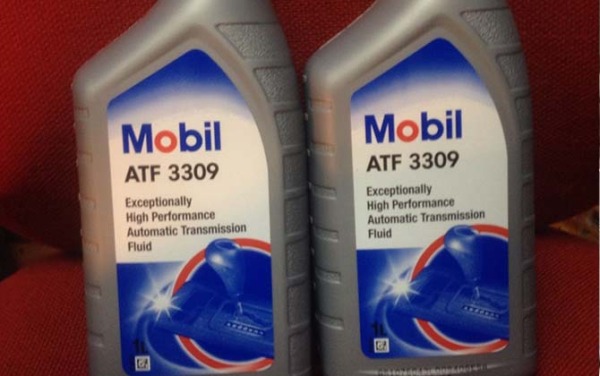 Mobil
ATF 3309
Exceptionally
High Performance
Automatic Transmission
Fluid
1L
Mobil
ATF 3309
Exceptionally
High Performance
Automatic Transmission
Fluid
1L